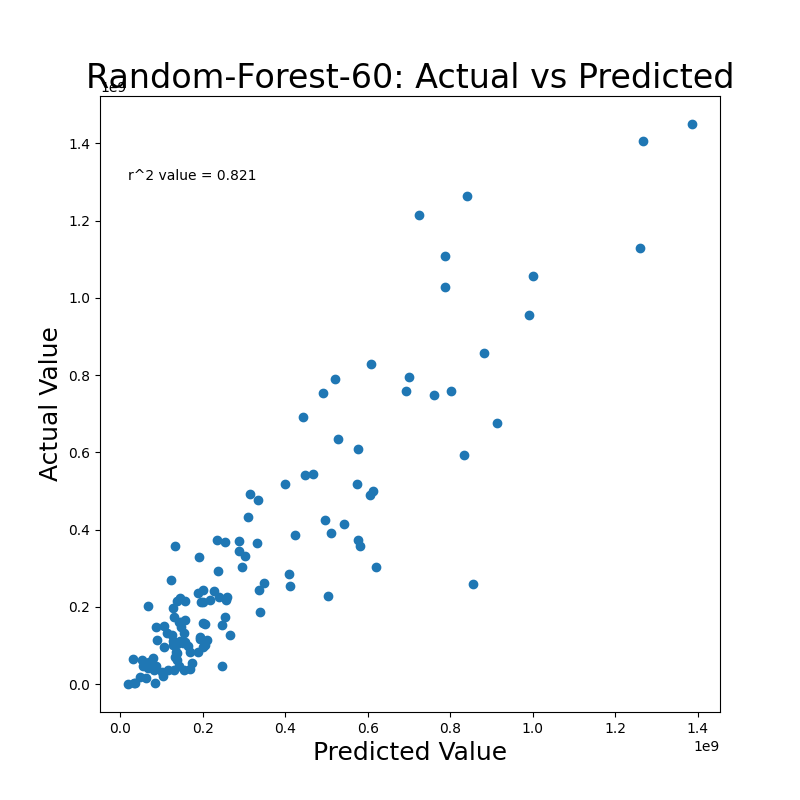 Random-Forest-60: Actual vs Predicted
1e9
1.4
r^2 value = 0.821
1.2
1.0
0.8
0.6
0.4
0.2
0.0
Actual Value
0.0 0.2 0.4 0.6 0.8 1.0 1.2 1.4
1e9
Predicted Value